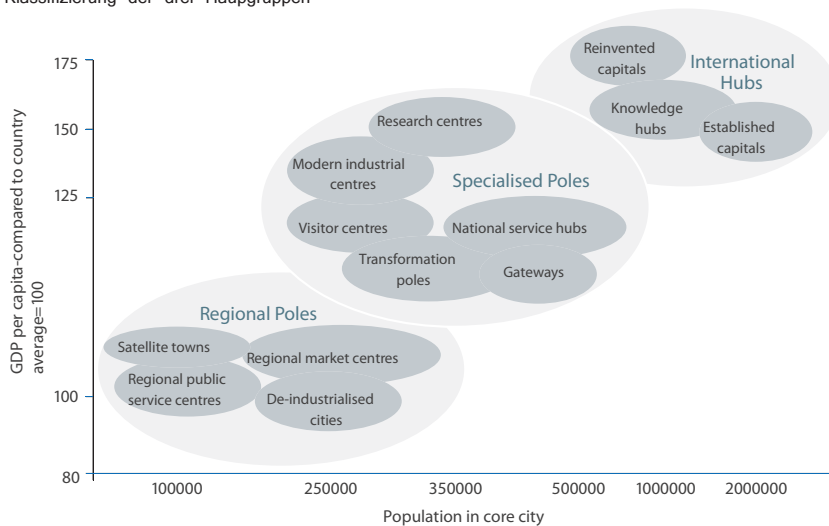 Klassifizierung der drei Haupgruppen
175
150
125
100
80
GDP per capita-compared to country
average=100
Reinvented
capitals
International
Hubs
Knowledge
hubs
Established
capitals
Research centres
Modern industrial
centres
Specialised Poles
Visitor centres
National service hubs
Transformation
poles
Gateways
Regional Poles
Satellite towns
Regional market centres
Regional public
service centres
De-industrialised
cities
100000
250000
350000
500000
1000000
2000000
Population in core city